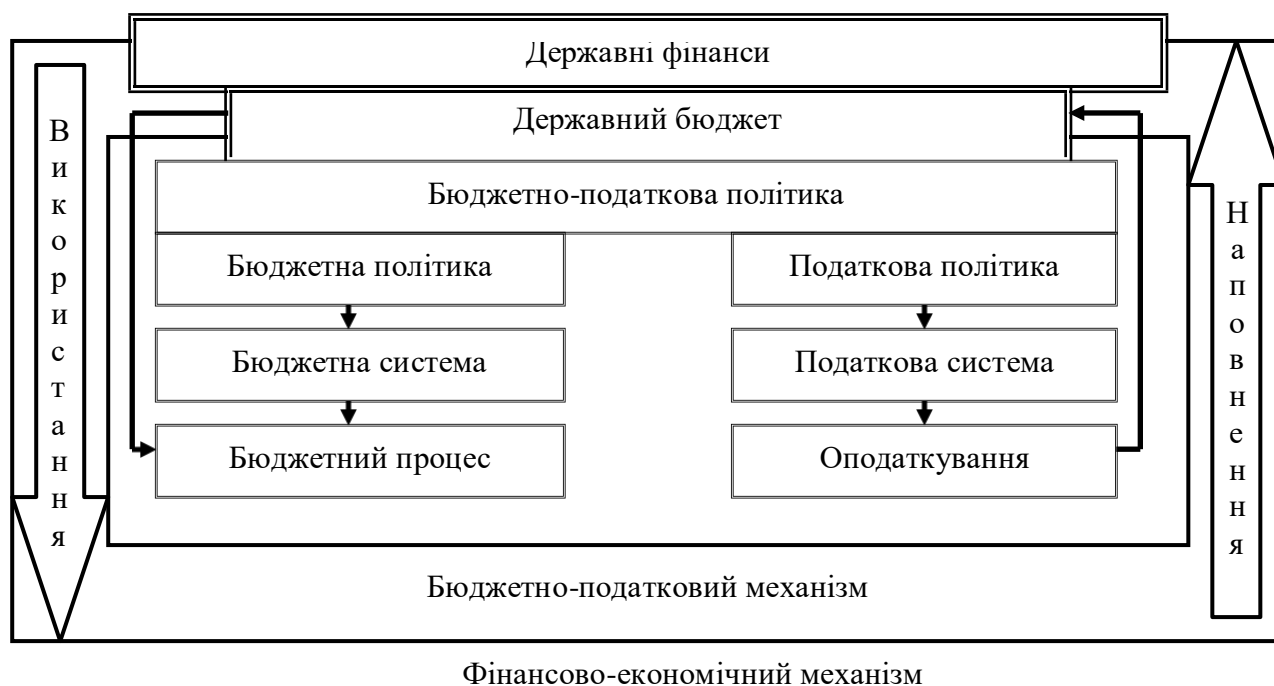 Державні фінанси
Державний бюджет
Бюджетно-податкова політика
Бюджетна політика
Податкова політика
Бюджетна система
Податкова система
Бюджетний процес
Оподаткування
Використання
Наповнення
Бюджетно-податковий механізм
Фінансово-економічний механізм